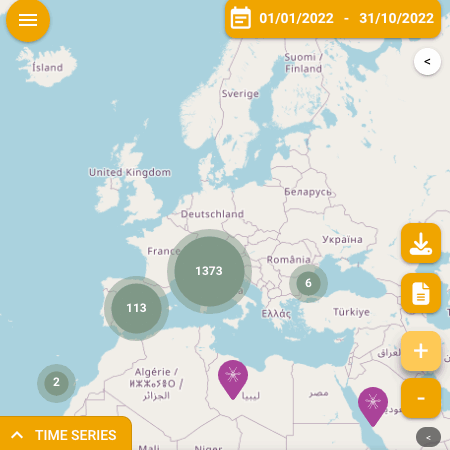 01/01/2022 - 31/10/2022
<
Ísland
Suomi /
Finland
Sverige
United Kingdom
Беларусь
Deutschland
Україна
France
România
1373
6
113
Ελλάς
Türkiye
2
Algérie /
ⵍⵣⵣⴰⵢⴻⵔ /
الجزائر
ليبيا
مصر
TIME SERIES
<
Mali
Niger
+
-